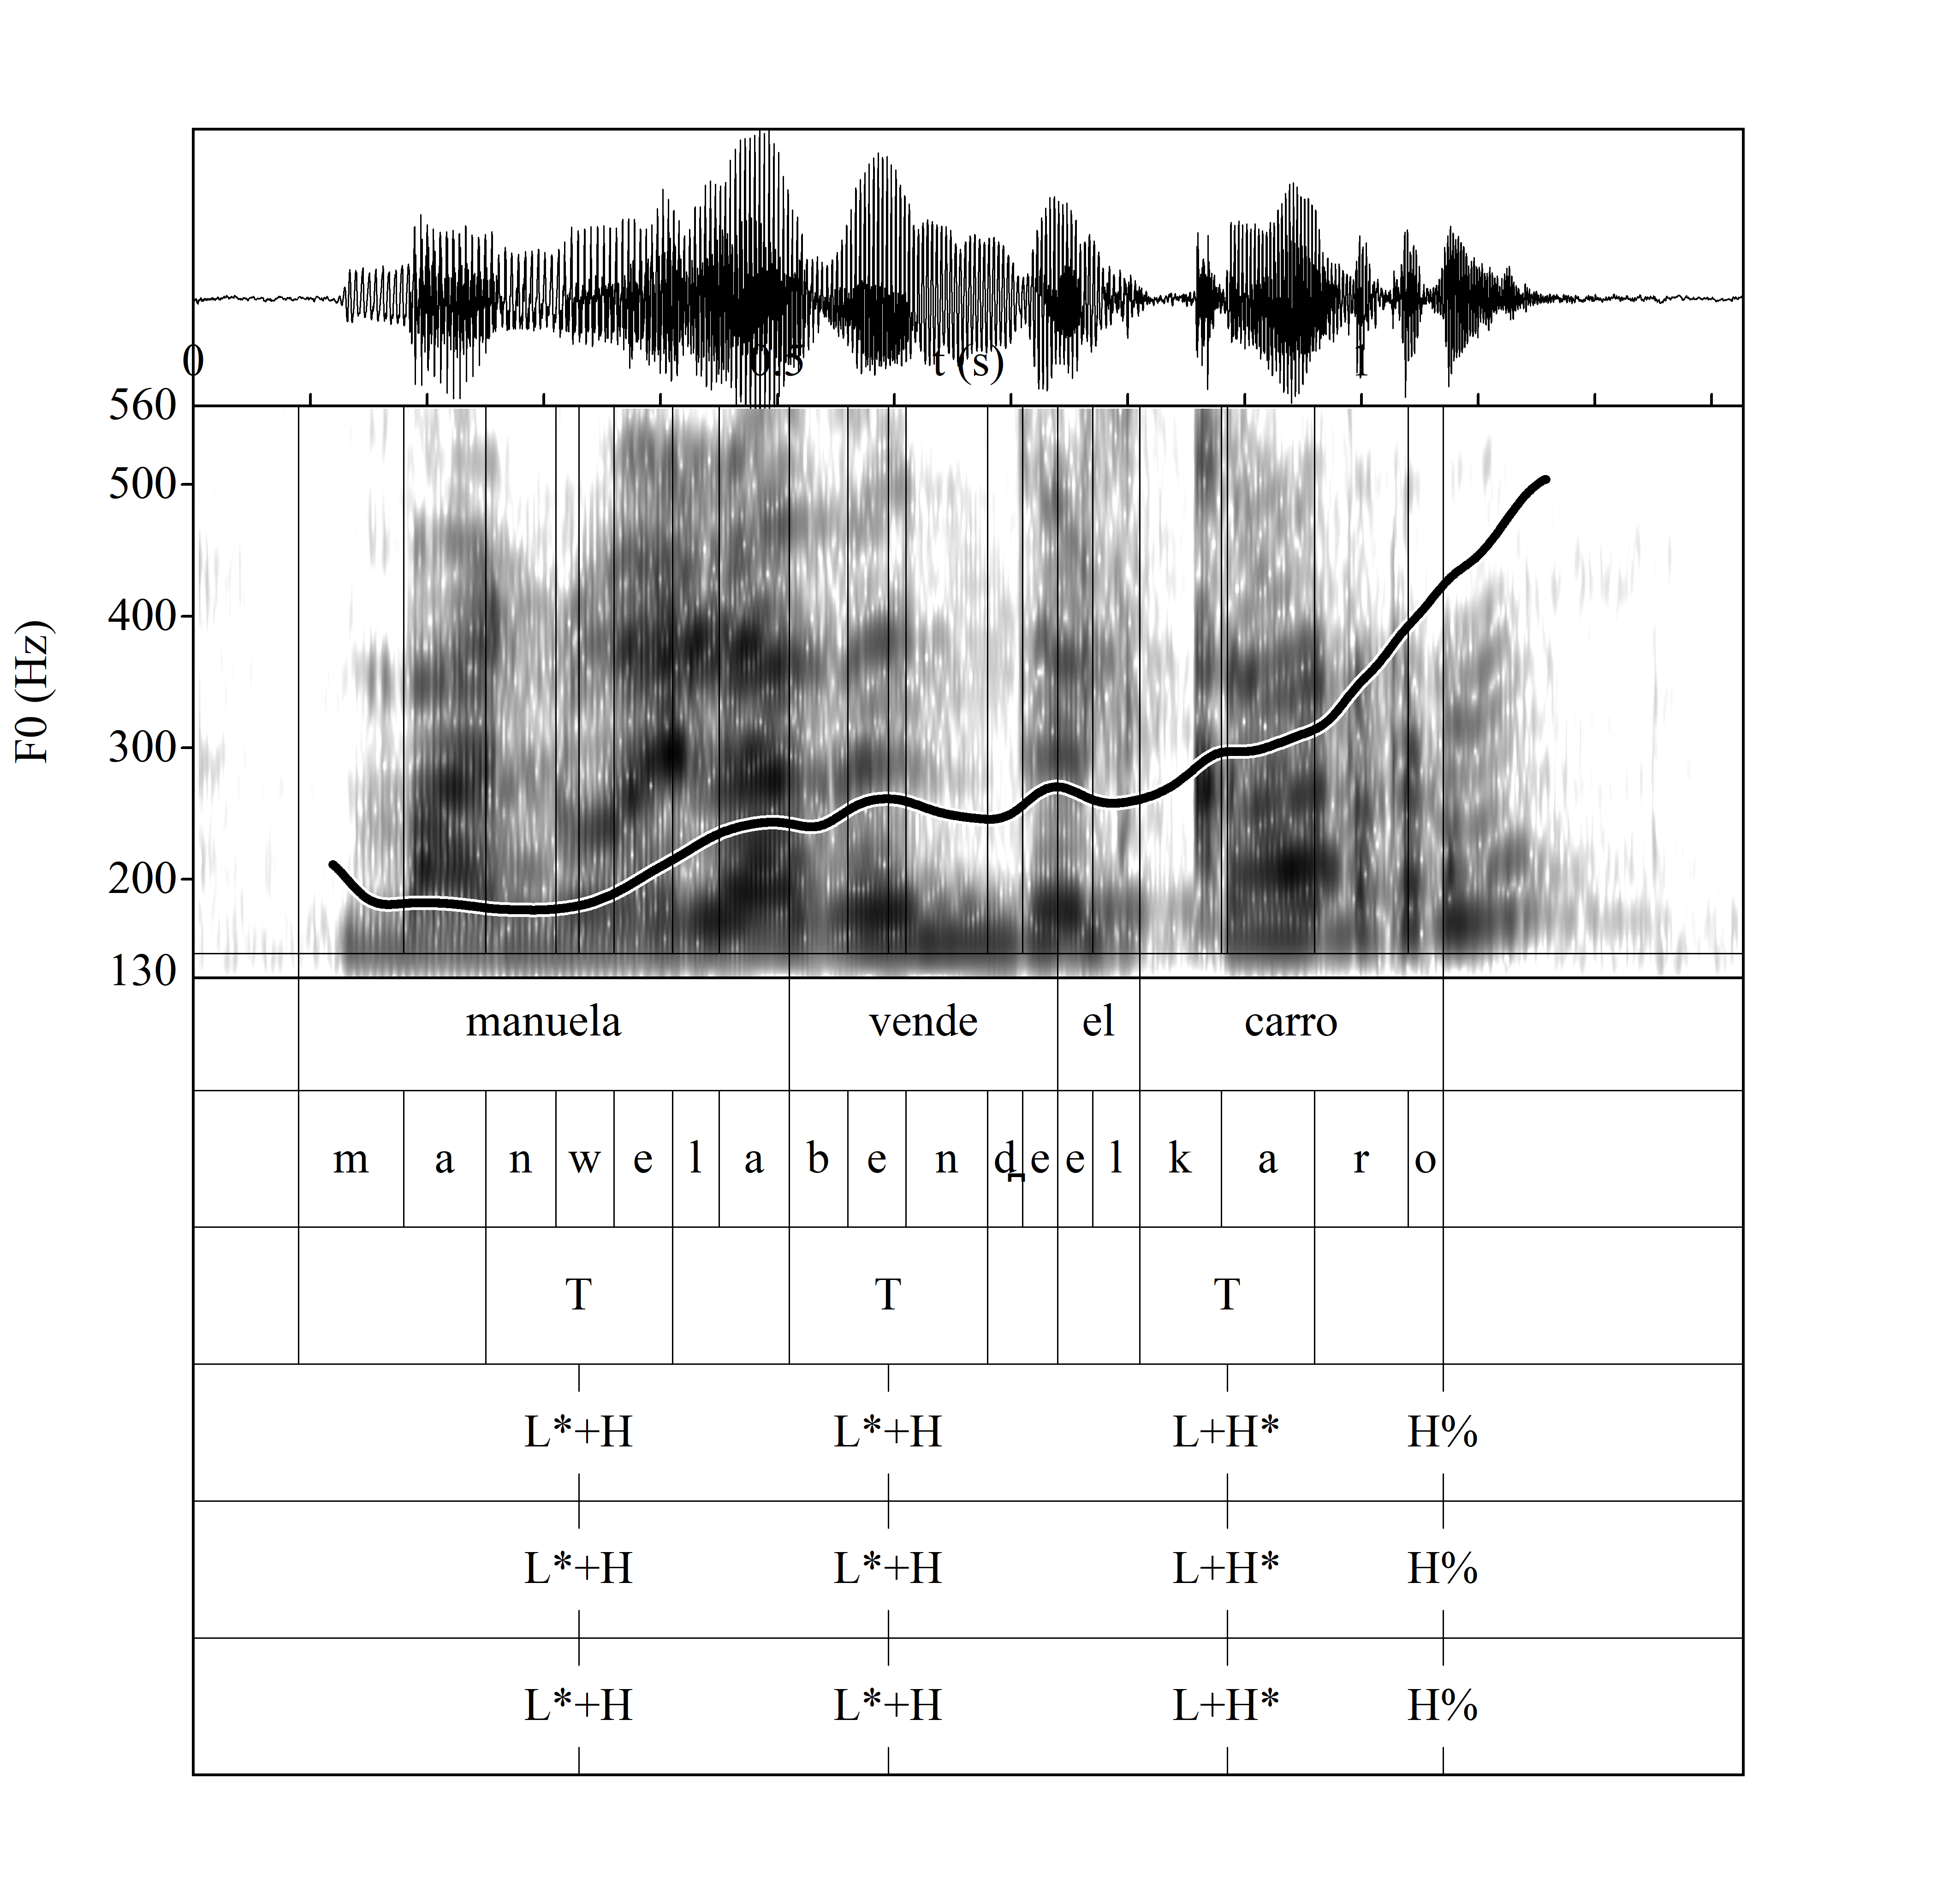 0 0.5 t (s) 1
560
500
400
300
200
130
F0 (Hz)
manuela vende el carro
m a n w e l a b e n d̪ e e l k a r o
T T T
L*+H L*+H L+H* H%
L*+H L*+H L+H* H%
L*+H L*+H L+H* H%